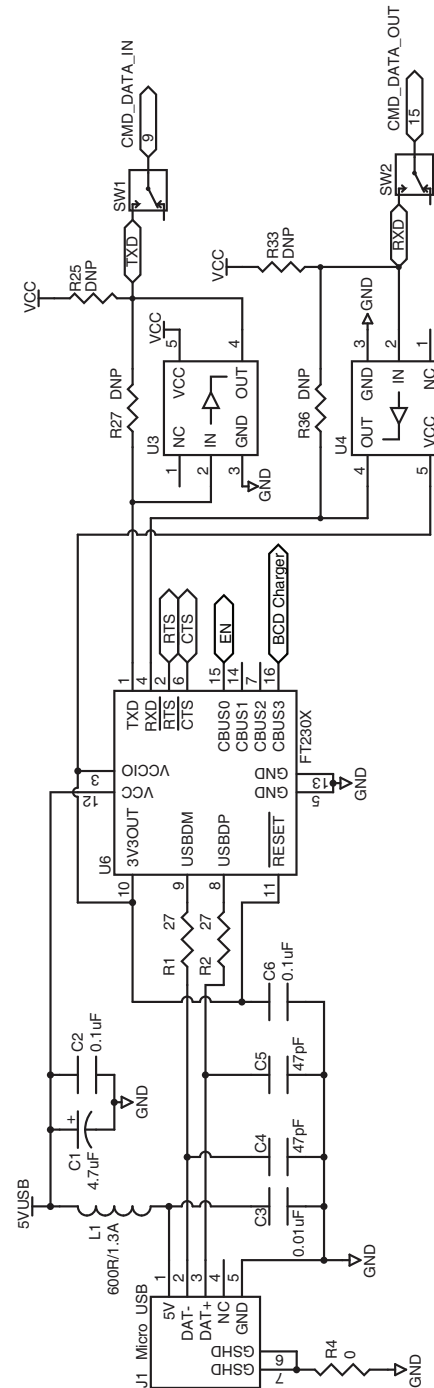 5VUSB
L1
600R/1.3A
C1
4.7uF
+
C2
0.1uF
GND
J1 Micro_USB
5V
1
DAT-
2
DAT+
3
NC
4
GND
5
GSHD
6
GSHD
7
R4
0
GND
C3
0.01uF
C4
47pF
C5
47pF
C6
0.1uF
GND
R1
27
R2
27
U6
FT230X
10
3V3OUT
9
USBDM
8
USBDP
11
RESET
12
VCC
3
VCCIO
TXD
1
RXD
4
RTS
2
CTS
6
CBUS0
15
CBUS1
14
CBUS2
7
CBUS3
16
GND
5
GND
13
GND
RTS
CTS
EN
BCD Charger
R27 DNP
VCC
R25
DNP
U3
1
NC
2
IN
3
GND
VCC
5
OUT
4
VCC
GND
TXD
SW1
CMD_DATA_IN
9
R36 DNP
VCC
R33
DNP
U4
4
OUT
5
VCC
GND
3
IN
2
NC
1
GND
RXD
SW2
CMD_DATA_OUT
15